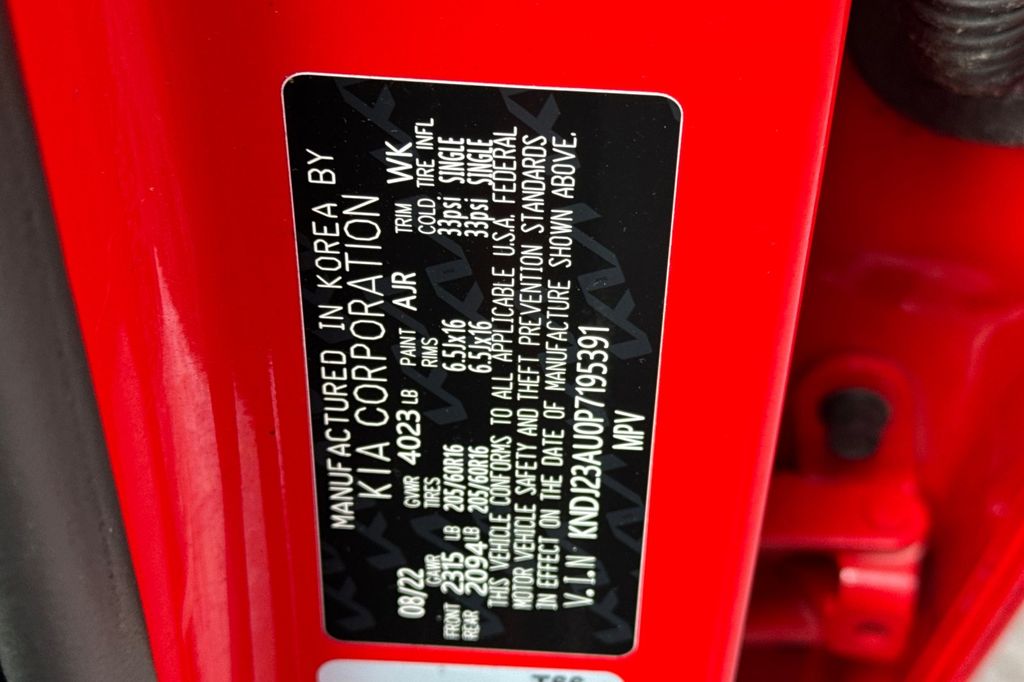 MANUFACTURED IN KOREA BY
KIA CORPORATION
08/22 GVWR 4023 LB PAINT AJR TRIM WK
GAWR TIRES RIMS COLD TIRE INFL
FRONT 2315 LB 205/60R16 6.5Jx16 33psi SINGLE
REAR 2094 LB 205/60R16 6.5Jx16 33psi SINGLE
THIS VEHICLE CONFORMS TO ALL APPLICABLE U.S.A. FEDERAL
MOTOR VEHICLE SAFETY AND THEFT PREVENTION STANDARDS
IN EFFECT ON THE DATE OF MANUFACTURE SHOWN ABOVE.
V.I.N KNDJ23AU0P7195391
MPV